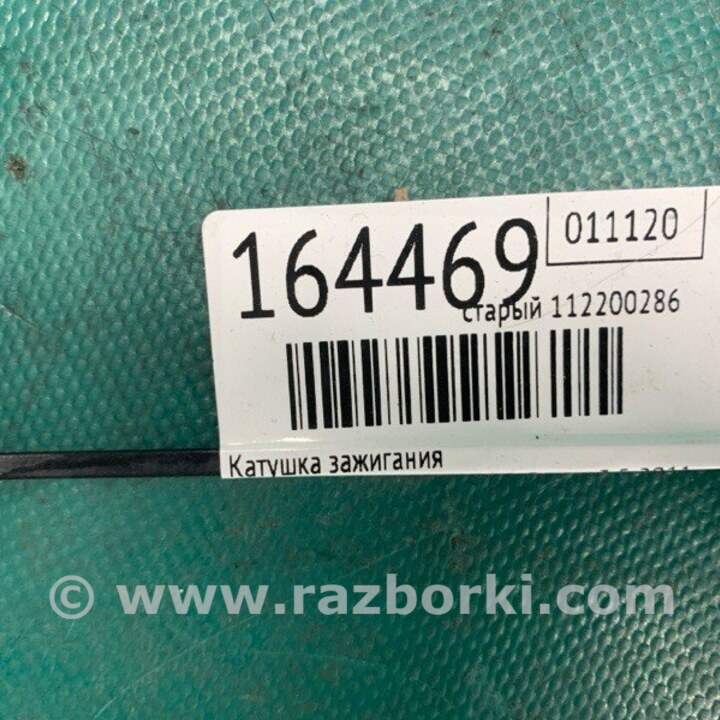 164469
011120
старый 112200286
Катушка зажигания
© www.razborki.com